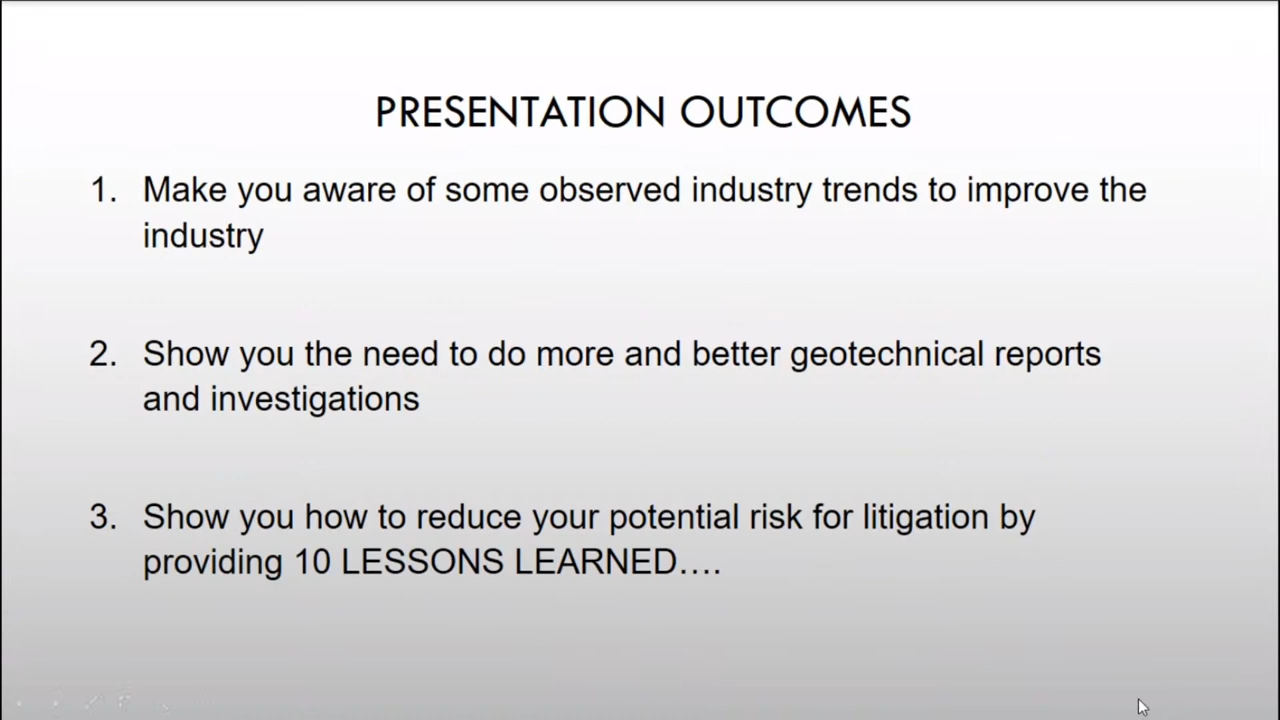 PRESENTATION OUTCOMES
1. Make you aware of some observed industry trends to improve the
industry
2. Show you the need to do more and better geotechnical reports
and investigations
3. Show you how to reduce your potential risk for litigation by
providing 10 LESSONS LEARNED….